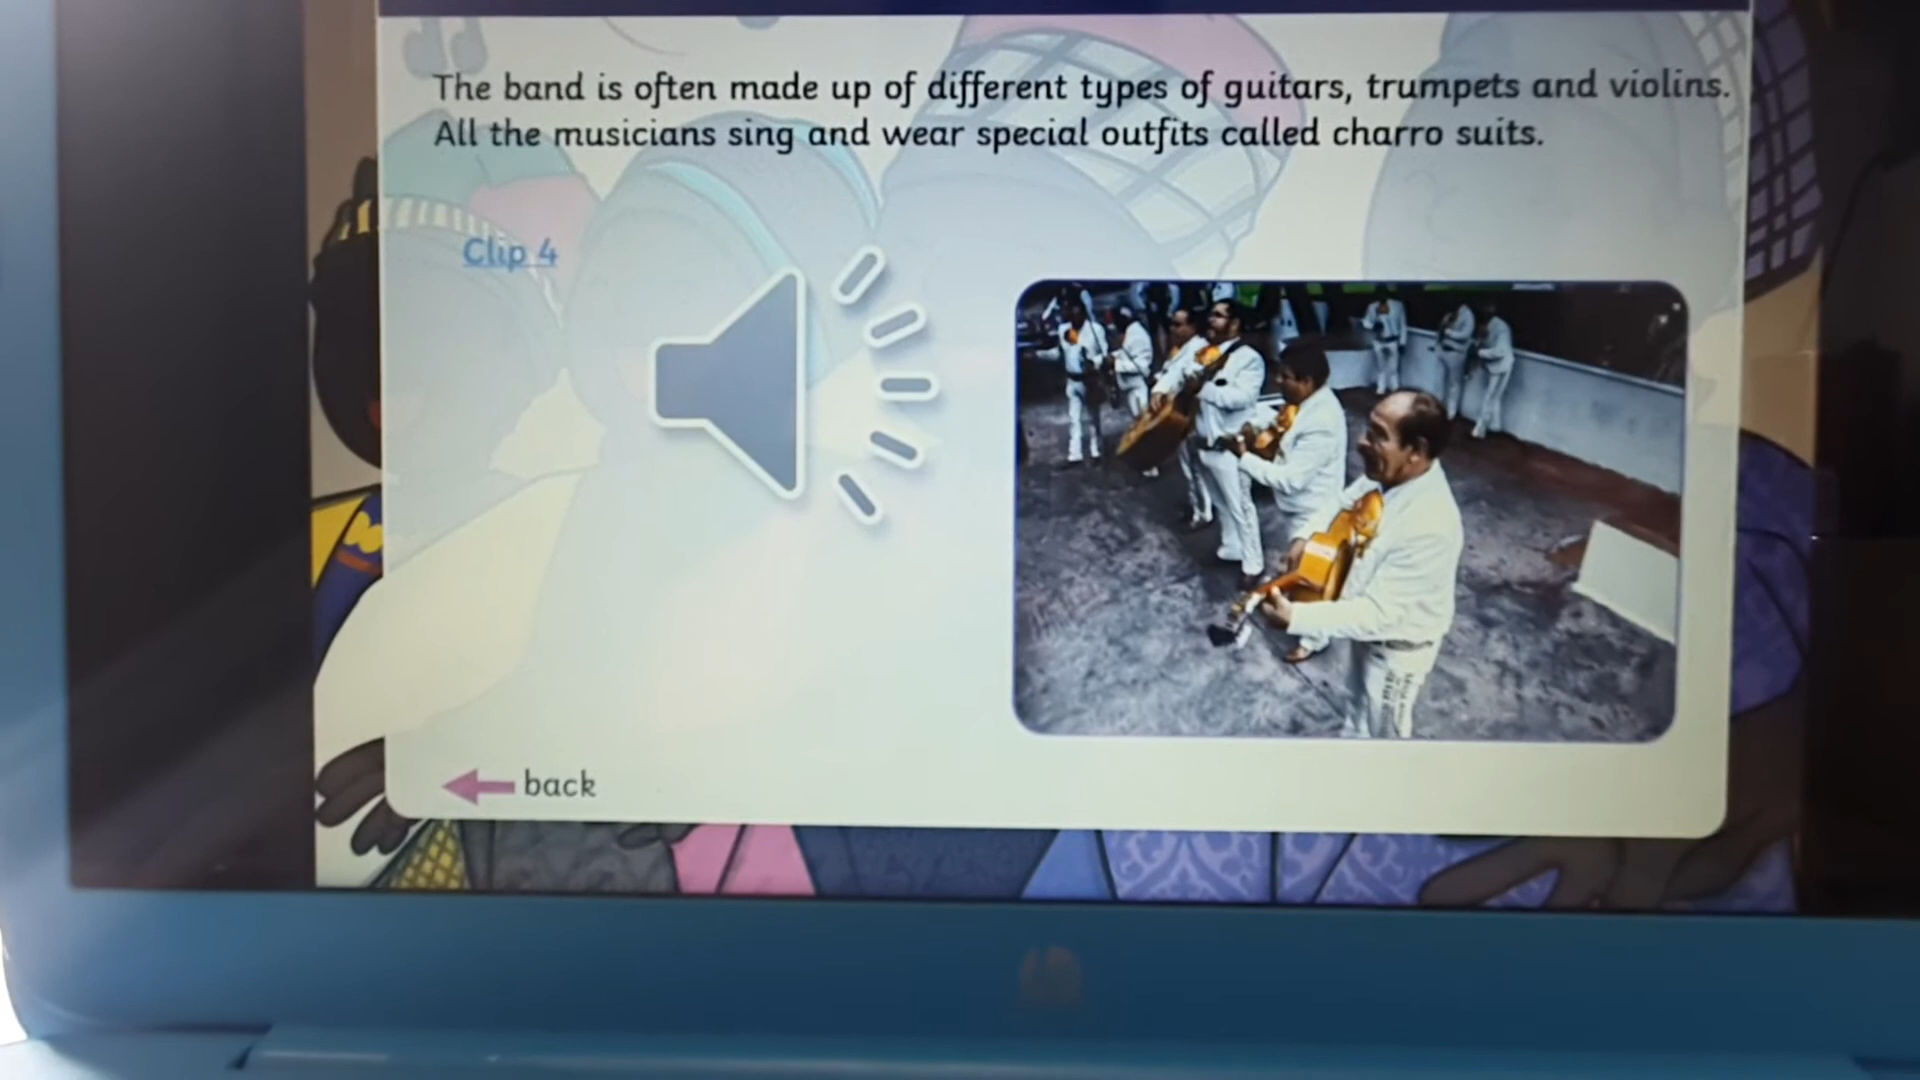 The band is often made up of different types of guitars, trumpets and violins.
All the musicians sing and wear special outfits called charro suits.
Clip 4
back